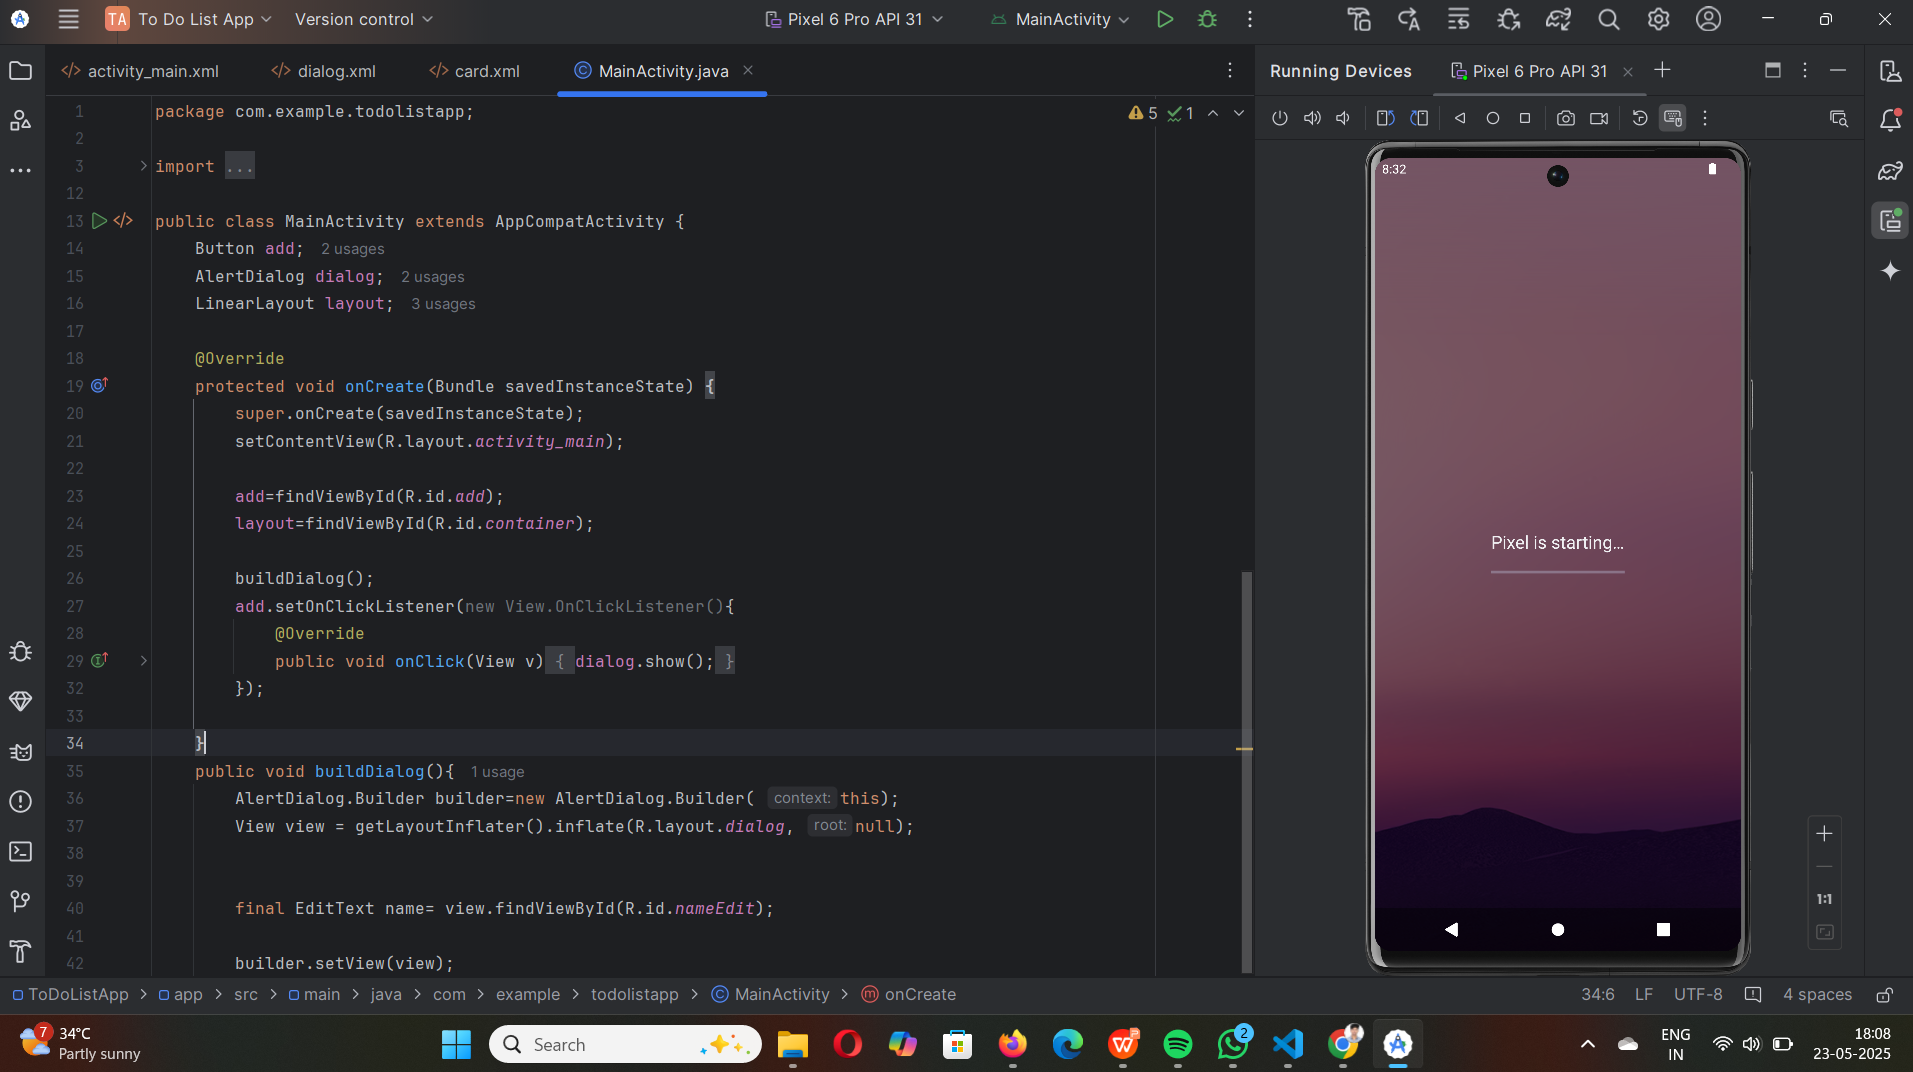 TA To Do List App Version control Pixel 6 Pro API 31 MainActivity
activity_main.xml dialog.xml card.xml MainActivity.java Running Devices Pixel 6 Pro API 31
1 package com.example.todolistapp; 5 1
2
3 import ...
12
13 public class MainActivity extends AppCompatActivity {
14 Button add; 2 usages
15 AlertDialog dialog; 2 usages
16 LinearLayout layout; 3 usages
17
18 @Override
19 protected void onCreate(Bundle savedInstanceState) {
20 super.onCreate(savedInstanceState);
21 setContentView(R.layout.activity_main);
22
23 add=findViewById(R.id.add);
24 layout=findViewById(R.id.container);
25
26 buildDialog();
27 add.setOnClickListener(new View.OnClickListener(){
28 @Override
29 public void onClick(View v) { dialog.show(); }
32 });
33
34 }
35 public void buildDialog(){ 1 usage
36 AlertDialog.Builder builder=new AlertDialog.Builder( context: this);
37 View view = getLayoutInflater().inflate(R.layout.dialog, root: null);
38
39
40 final EditText name= view.findViewById(R.id.nameEdit);
41
42 builder.setView(view);
8:32
Pixel is starting…
1:1
ToDoListApp > app > src > main > java > com > example > todolistapp > MainActivity > onCreate 34:6 LF UTF-8 4 spaces
7 34°C
Partly sunny
Search
2
ENG
IN
18:08
23-05-2025